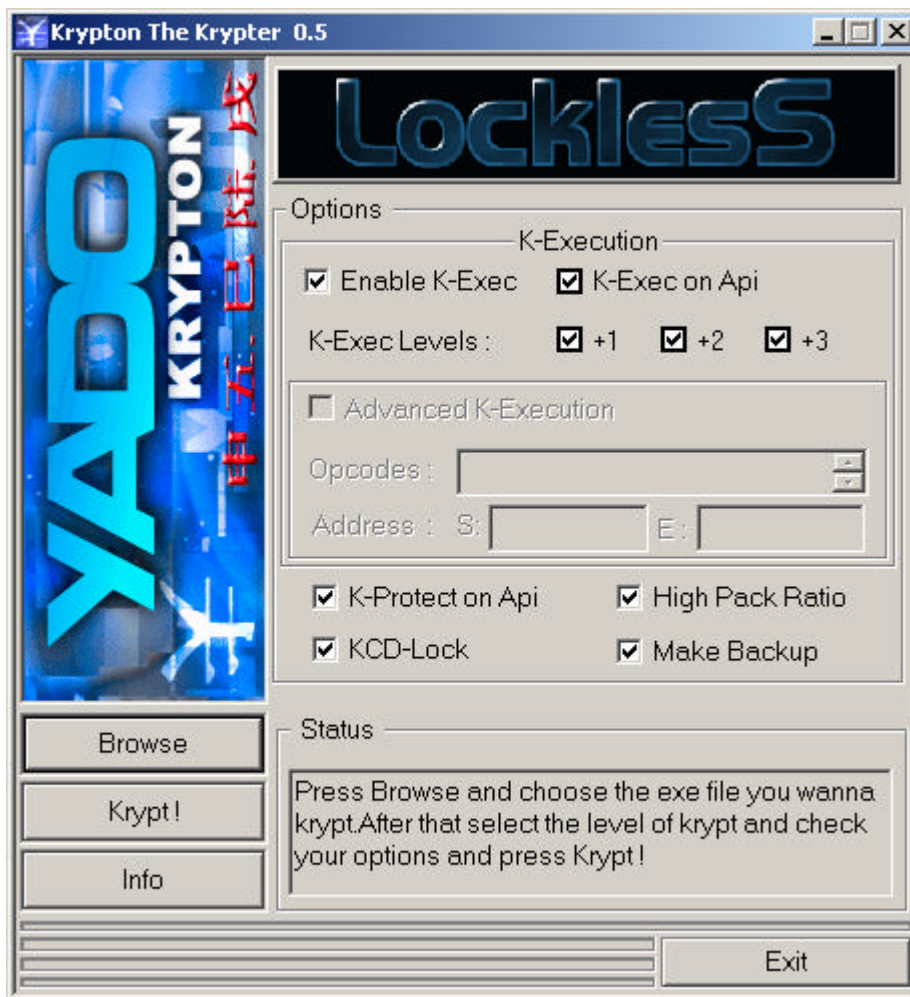 Krypton The Krypter 0.5
YADO
KRYPTON
LocklesS
Options
K-Execution
Enable K-Exec
K-Exec on Api
K-Exec Levels :
+1
+2
+3
Advanced K-Execution
Opcodes :
Address :
S:
E :
K-Protect on Api
High Pack Ratio
KCD-Lock
Make Backup
Browse
Krypt !
Info
Status
Press Browse and choose the exe file you wanna
krypt.After that select the level of krypt and check
your options and press Krypt !
Exit